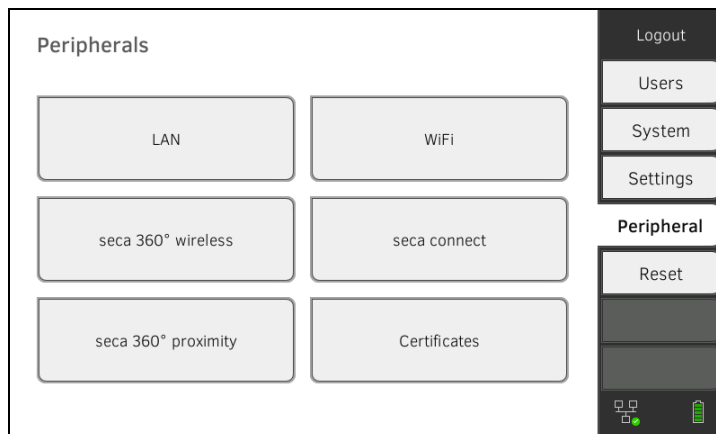 Peripherals
LAN
WiFi
seca 360° wireless
seca connect
seca 360° proximity
Certificates
Logout
Users
System
Settings
Peripheral
Reset